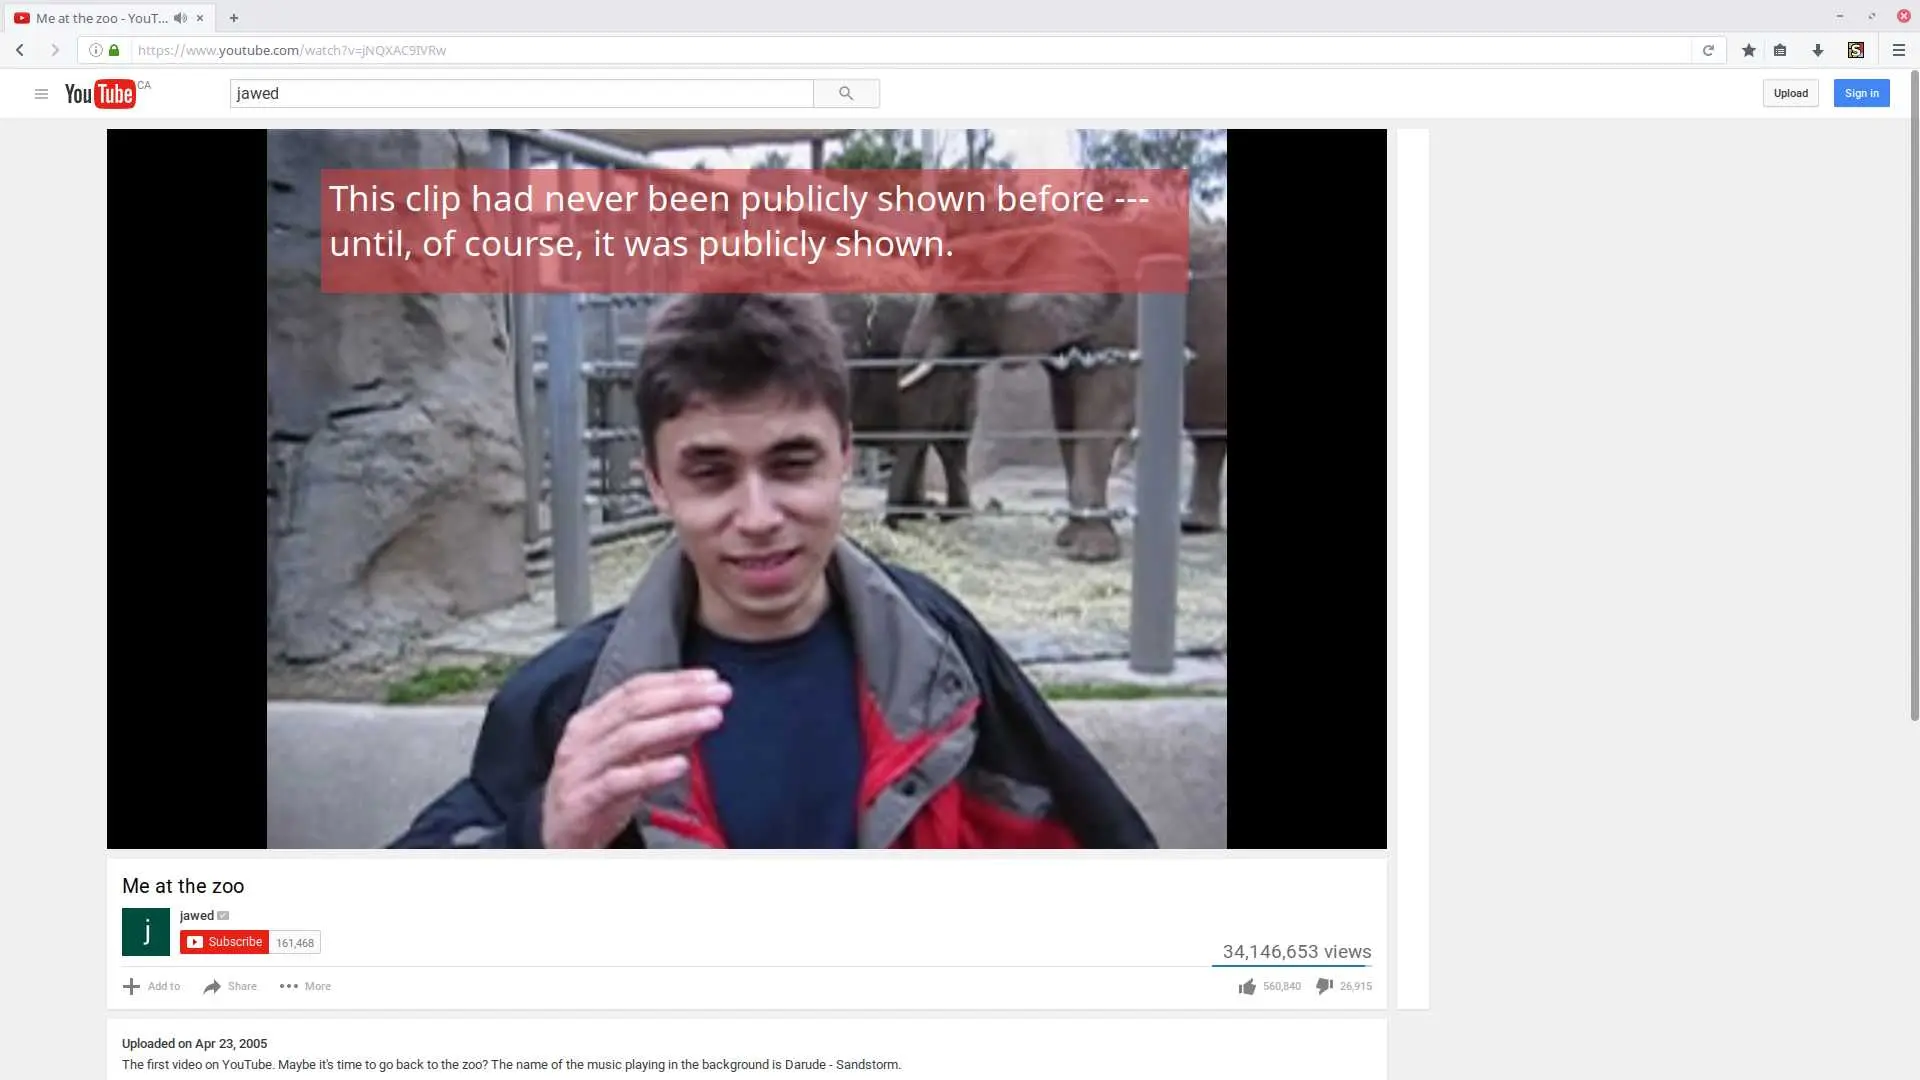 Me at the zoo - YouT...
https://www.youtube.com/watch?v=jNQXAC9IVRw
YouTube CA
jawed
Upload
Sign in
This clip had never been publicly shown before ---
until, of course, it was publicly shown.
Me at the zoo
j
jawed
Subscribe 161,468
34,146,653 views
Add to Share More
560,840 26,915
Uploaded on Apr 23, 2005
The first video on YouTube. Maybe it's time to go back to the zoo? The name of the music playing in the background is Darude - Sandstorm.